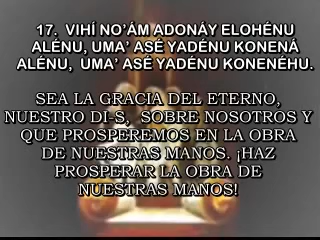 17.  VIHÍ NO'ÁM ADONÁY ELOHÉNU
ALÉNU, UMA' ASÉ YADÉNU KONENÁ
ALÉNU,  UMA' ASÉ YADÉNU KONENÉHU.
SEA LA GRACIA DEL ETERNO,
NUESTRO DI-S,  SOBRE NOSOTROS Y
QUE PROSPEREMOS EN LA OBRA
DE NUESTRAS MANOS. ¡HAZ
PROSPERAR LA OBRA DE
NUESTRAS MANOS!